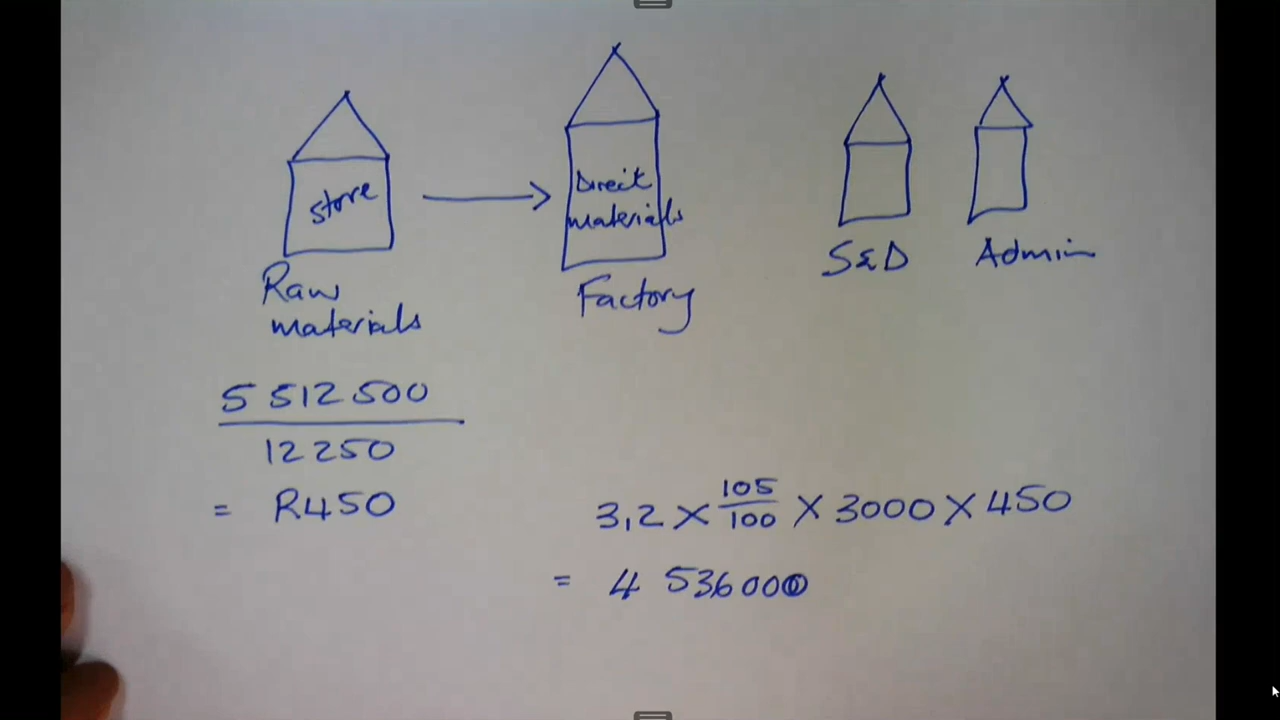 store
Raw
materials
Direct
materials
Factory
S&D
Admin
5 512 500
12 250
= R450
3,2 × 105/100 × 3000 × 450
= 4 536 000